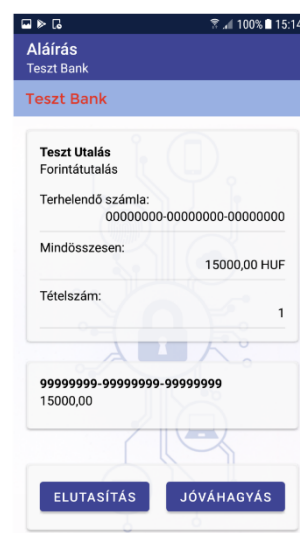 100% 15:14
Aláírás
Teszt Bank
Teszt Bank
Teszt Utalás
Forintátutalás
Terhelendő számla:
00000000-00000000-00000000
Mindösszesen:
15000,00 HUF
Tételszám:
1
99999999-99999999-99999999
15000,00
ELUTASÍTÁS JÓVÁHAGYÁS